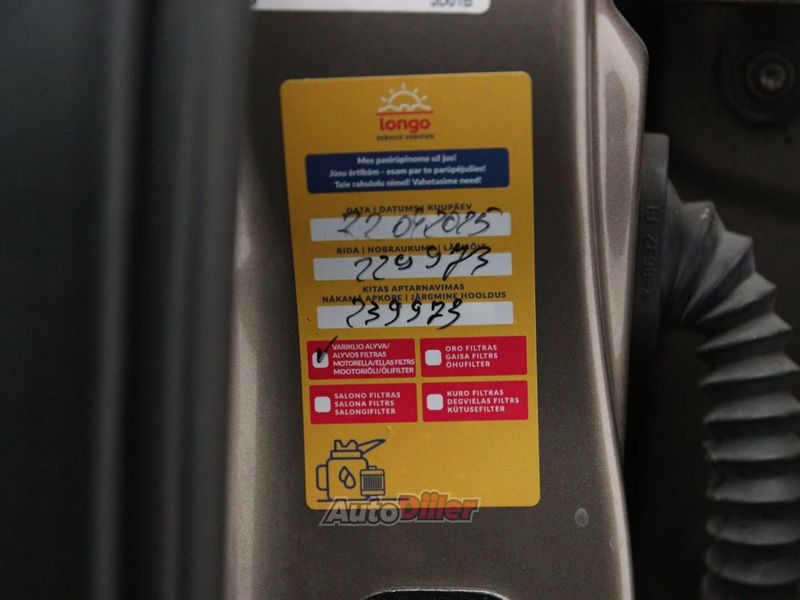 longo
SERVICE VERIFIED
Mes pasirūpinome už jus!
Jūsu ērtībām - esam par to parūpējušies!
Teie rahulolu nimel! Vahetasime need!
DATA | DATUMS | KUUPÄEV
22 07 2025
RIDA | NOBRAUKUMS | LÄBISÕIT
229973
KITAS APTARNAVIMAS
NĀKAMĀ APKOPE | JÄRGMINE HOOLDUS
239973
VARIKLIO ALYVA/
ALYVOS FILTRAS
MOTOREĻĻA/EĻĻAS FILTRS
MOOTORIÕLI/ÕLIFILTER
ORO FILTRAS
GAISA FILTRS
ÕHUFILTER
SALONO FILTRAS
SALONA FILTRS
SALONGIFILTER
KURO FILTRAS
DEGVIELAS FILTRS
KÜTUSEFILTER
AutoDiiler